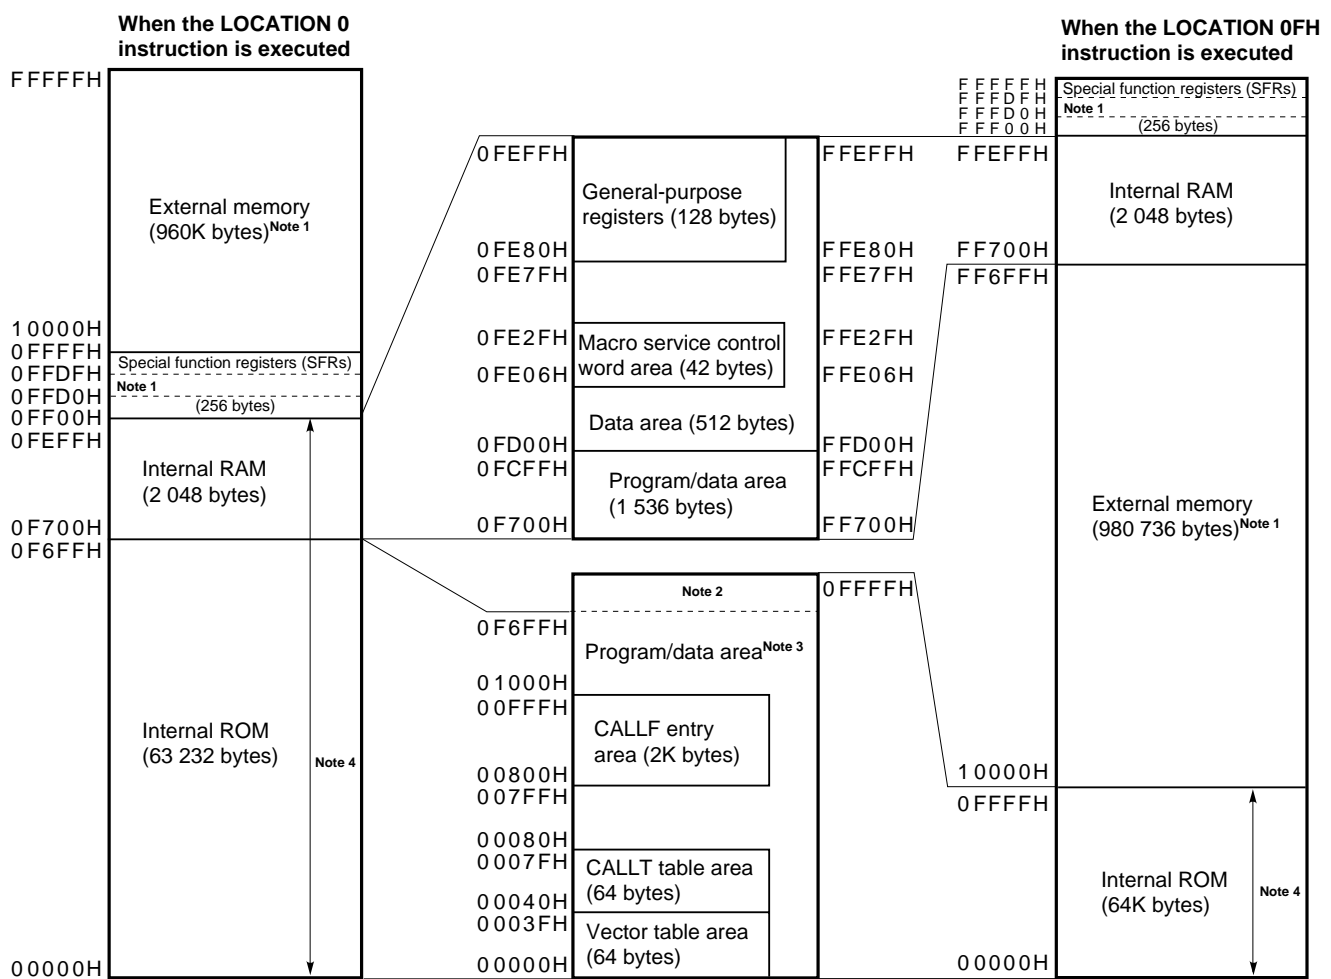 When the LOCATION 0
instruction is executed
FFFFFH
External memory
(960K bytes)Note 1
10000H
0FFFFH
Special function registers (SFRs)
0FFDFH
Note 1
0FFD0H
(256 bytes)
0FF00H
0FEFFH
Internal RAM
(2 048 bytes)
0F700H
0F6FFH
Internal ROM
(63 232 bytes)
Note 4
00000H
0FEFFH
General-purpose
registers (128 bytes)
0FE80H
0FE7FH
0FE2FH
Macro service control
word area (42 bytes)
0FE06H
Data area (512 bytes)
0FD00H
0FCFFH
Program/data area
(1 536 bytes)
0F700H
FFEFFH
FFE80H
FFE7FH
FFE2FH
FFE06H
FFD00H
FFCFFH
FF700H
Note 2
0FFFFH
0F6FFH
Program/data areaNote 3
01000H
00FFFH
CALLF entry
area (2K bytes)
00800H
007FFH
00080H
0007FH
CALLT table area
(64 bytes)
00040H
0003FH
Vector table area
(64 bytes)
00000H
When the LOCATION 0FH
instruction is executed
FFFFFH
Special function registers (SFRs)
FFFDFH
Note 1
FFFD0H
(256 bytes)
FFF00H
FFEFFH
Internal RAM
(2 048 bytes)
FF700H
FF6FFH
External memory
(980 736 bytes)Note 1
10000H
0FFFFH
Internal ROM
(64K bytes)
Note 4
00000H